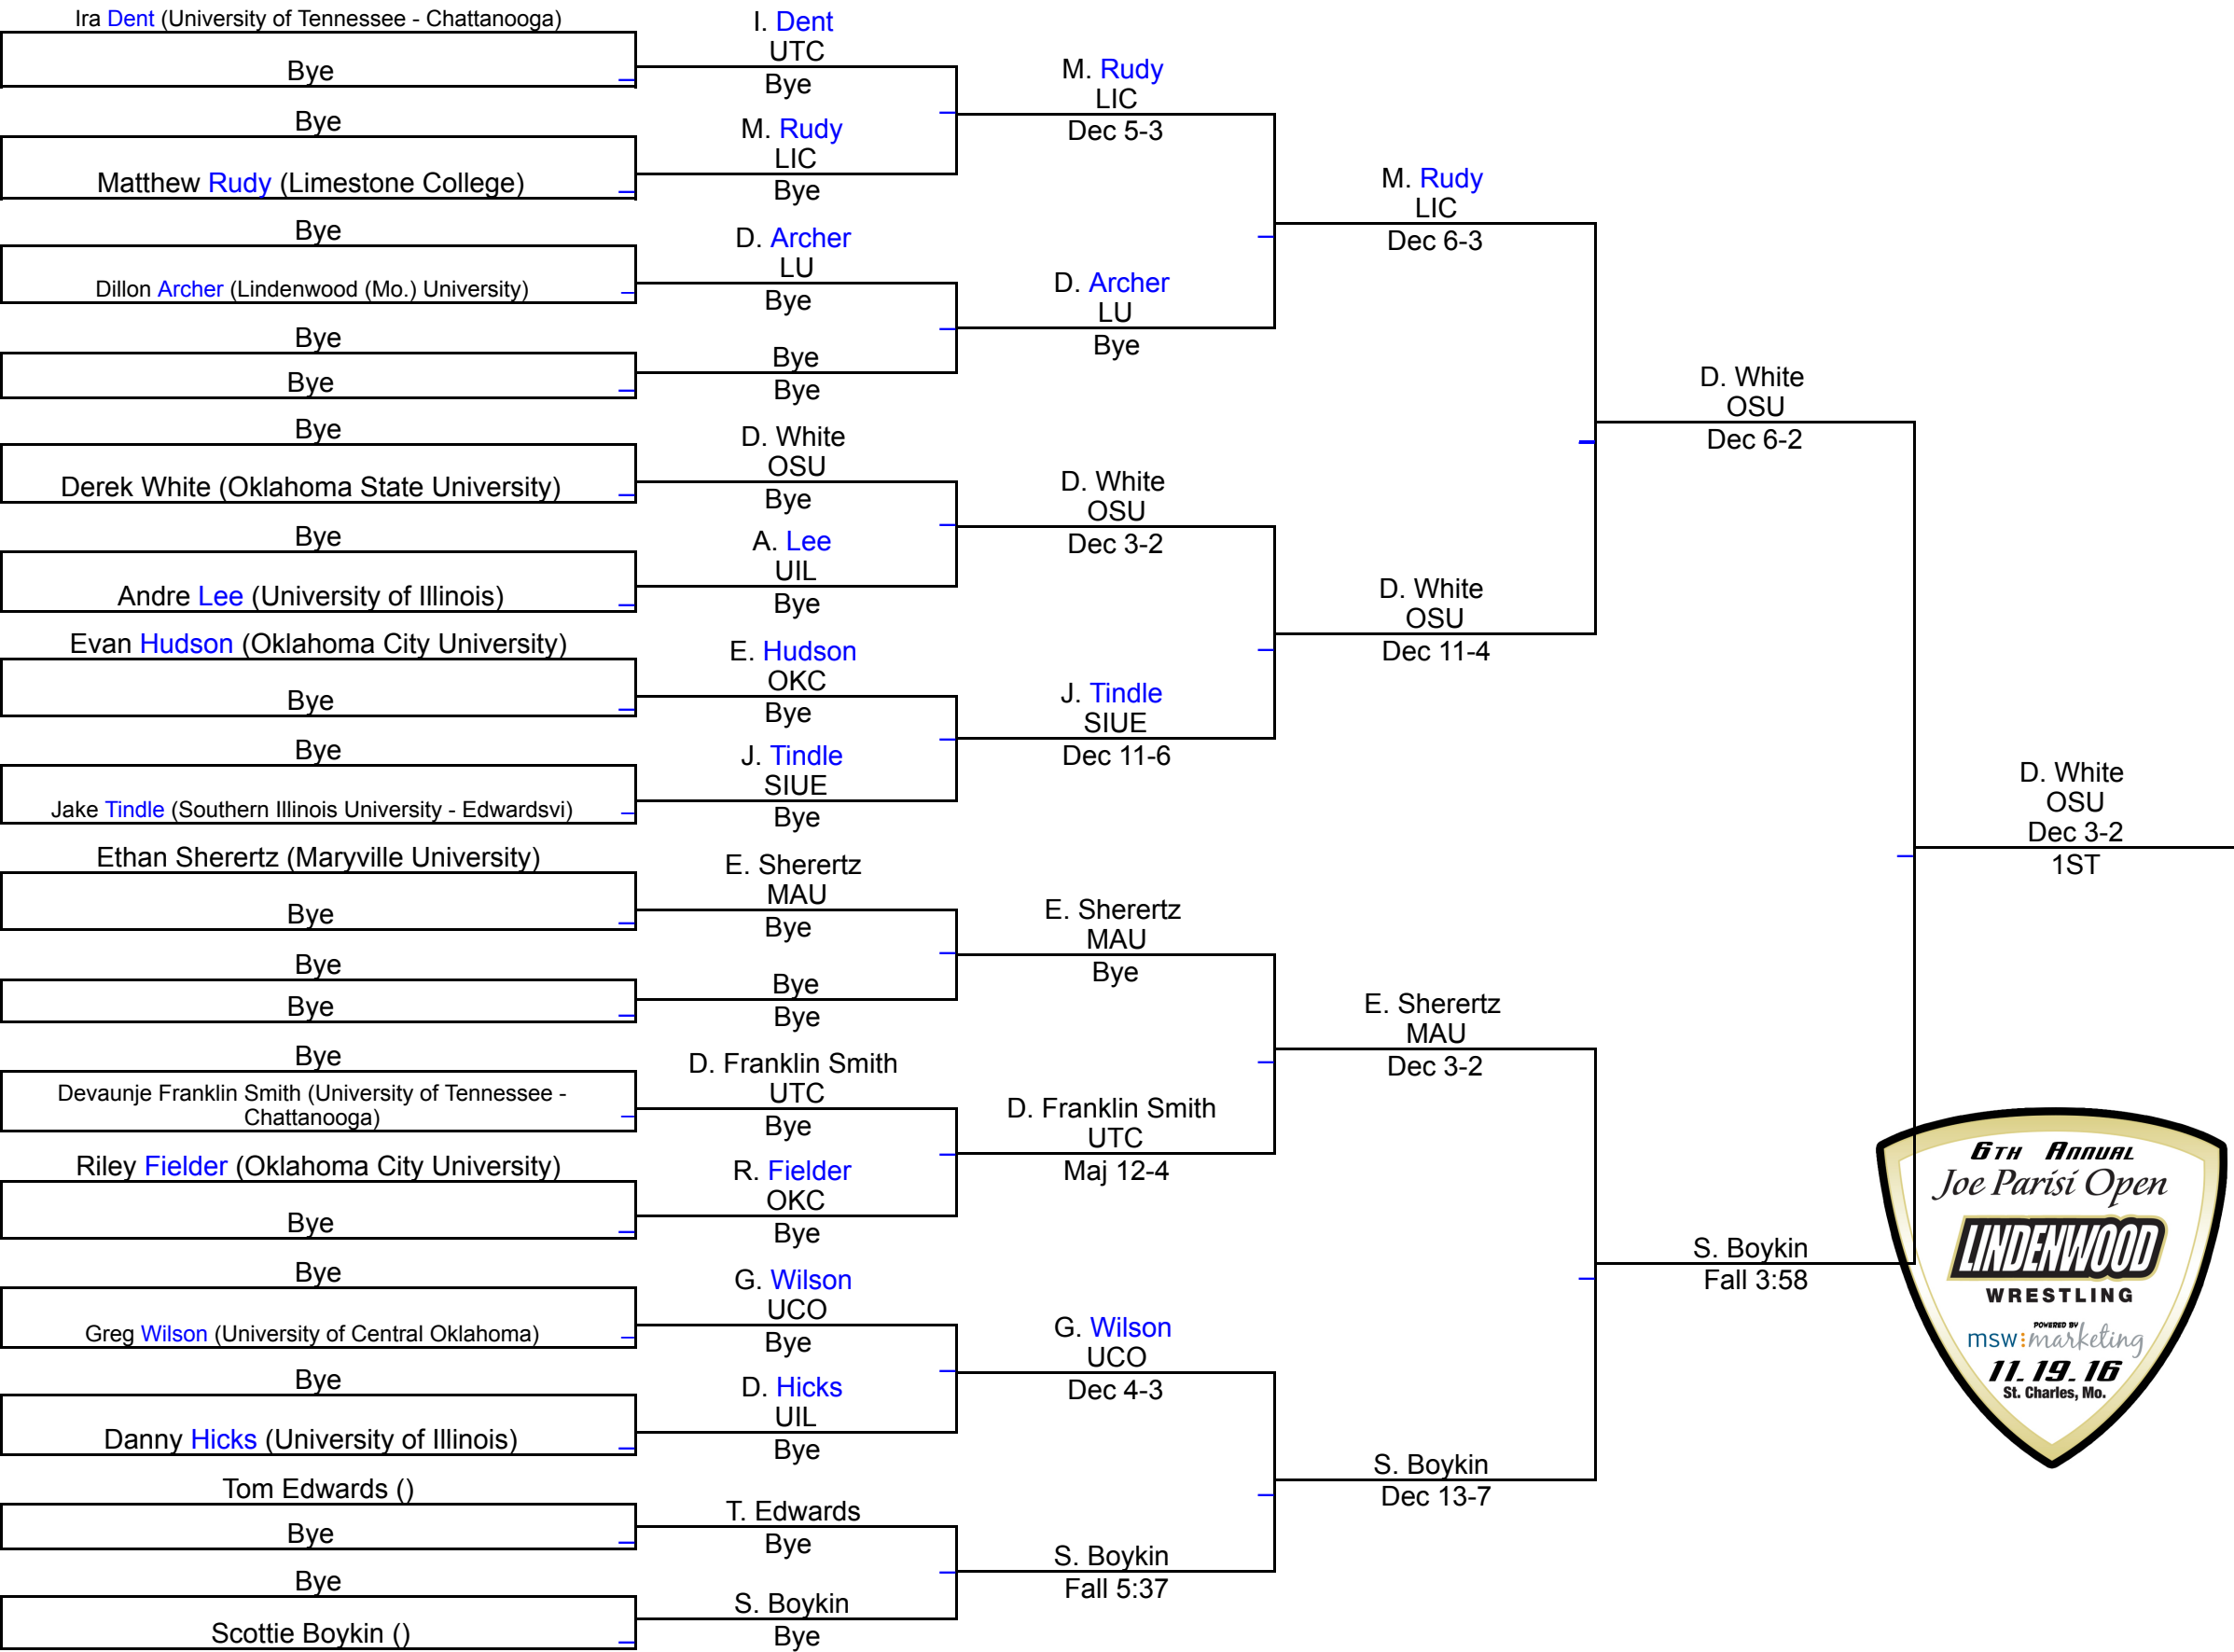 Ira Dent (University of Tennessee - Chattanooga)
Bye
Bye
Matthew Rudy (Limestone College)
Bye
Dillon Archer (Lindenwood (Mo.) University)
Bye
Bye
Bye
Derek White (Oklahoma State University)
Bye
Andre Lee (University of Illinois)
Evan Hudson (Oklahoma City University)
Bye
Bye
Jake Tindle (Southern Illinois University - Edwardsvi)
Ethan Sherertz (Maryville University)
Bye
Bye
Bye
Bye
Devaunje Franklin Smith (University of Tennessee -
Chattanooga)
Riley Fielder (Oklahoma City University)
Bye
Bye
Greg Wilson (University of Central Oklahoma)
Bye
Danny Hicks (University of Illinois)
Tom Edwards ()
Bye
Bye
Scottie Boykin ()
I. Dent
UTC
Bye
M. Rudy
LIC
Bye
D. Archer
LU
Bye
Bye
Bye
D. White
OSU
Bye
A. Lee
UIL
Bye
E. Hudson
OKC
Bye
J. Tindle
SIUE
Bye
E. Sherertz
MAU
Bye
Bye
Bye
D. Franklin Smith
UTC
Bye
R. Fielder
OKC
Bye
G. Wilson
UCO
Bye
D. Hicks
UIL
Bye
T. Edwards
Bye
S. Boykin
Bye
M. Rudy
LIC
Dec 5-3
D. Archer
LU
Bye
D. White
OSU
Dec 3-2
J. Tindle
SIUE
Dec 11-6
E. Sherertz
MAU
Bye
D. Franklin Smith
UTC
Maj 12-4
G. Wilson
UCO
Dec 4-3
S. Boykin
Fall 5:37
M. Rudy
LIC
Dec 6-3
D. White
OSU
Dec 11-4
E. Sherertz
MAU
Dec 3-2
S. Boykin
Dec 13-7
D. White
OSU
Dec 6-2
S. Boykin
Fall 3:58
D. White
OSU
Dec 3-2
1ST
6TH ANNUAL
Joe Parisi Open
LINDENWOOD
WRESTLING
POWERED BY
msw marketing
11.19.16
St. Charles, Mo.